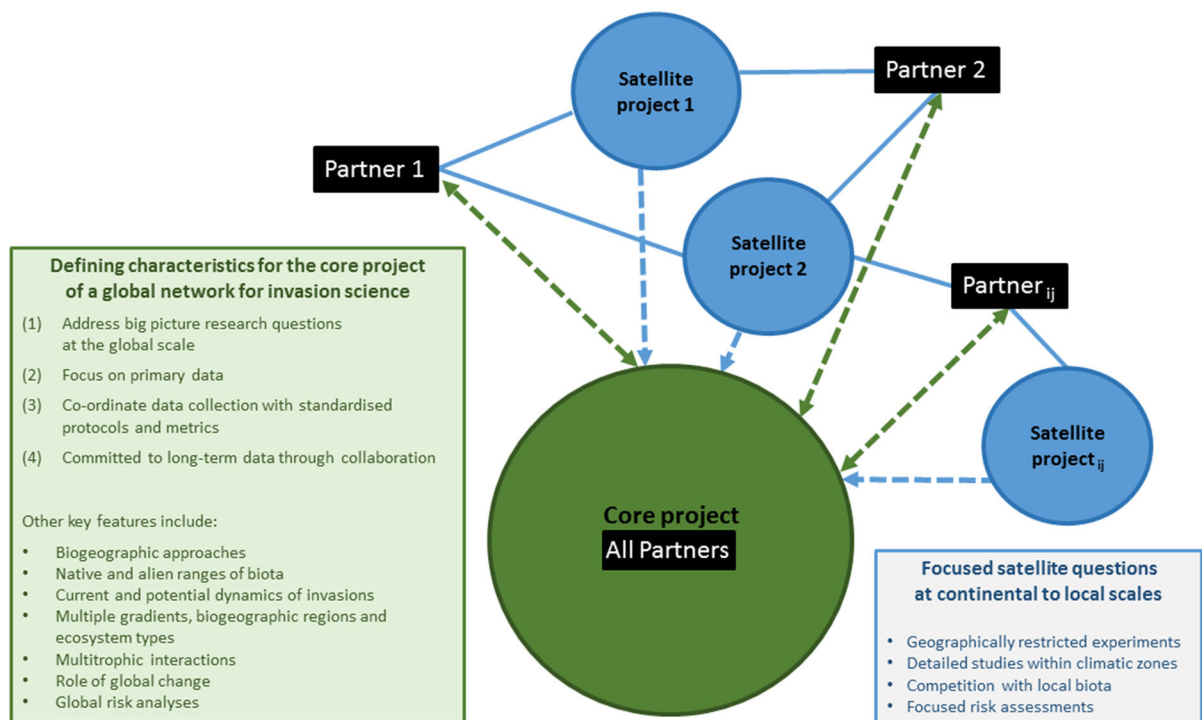 Satellite
project 1
Partner 2
Partner 1
Satellite
project 2
Partner ij
Satellite
project ij
Core project
All Partners
Defining characteristics for the core project
of a global network for invasion science
(1) Address big picture research questions
at the global scale
(2) Focus on primary data
(3) Co-ordinate data collection with standardised
protocols and metrics
(4) Committed to long-term data through collaboration
Other key features include:
• Biogeographic approaches
• Native and alien ranges of biota
• Current and potential dynamics of invasions
• Multiple gradients, biogeographic regions and
ecosystem types
• Multitrophic interactions
• Role of global change
• Global risk analyses
Focused satellite questions
at continental to local scales
• Geographically restricted experiments
• Detailed studies within climatic zones
• Competition with local biota
• Focused risk assessments